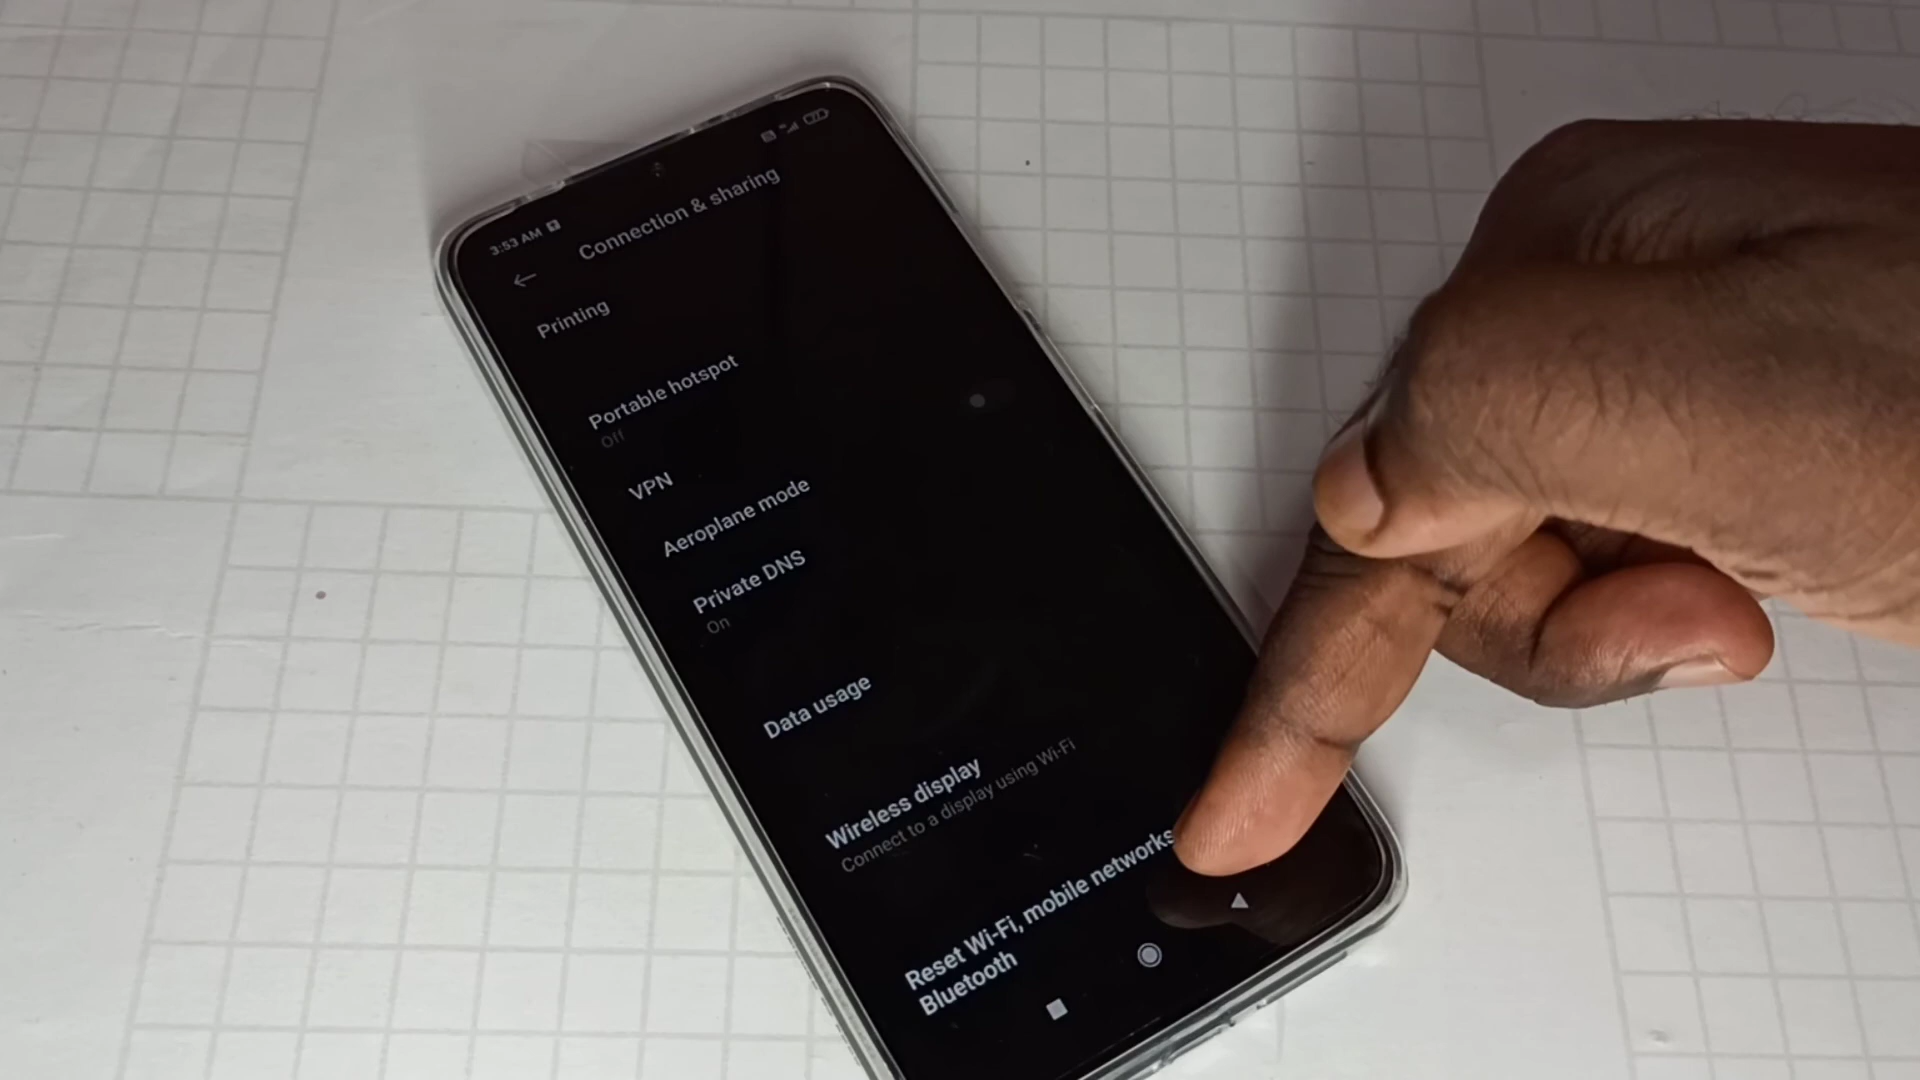 3:53 AM
Connection & sharing
Printing
Portable hotspot
Off
VPN
Aeroplane mode
Private DNS
On
Data usage
Wireless display
Connect to a display using Wi-Fi
Reset Wi-Fi, mobile networks
Bluetooth